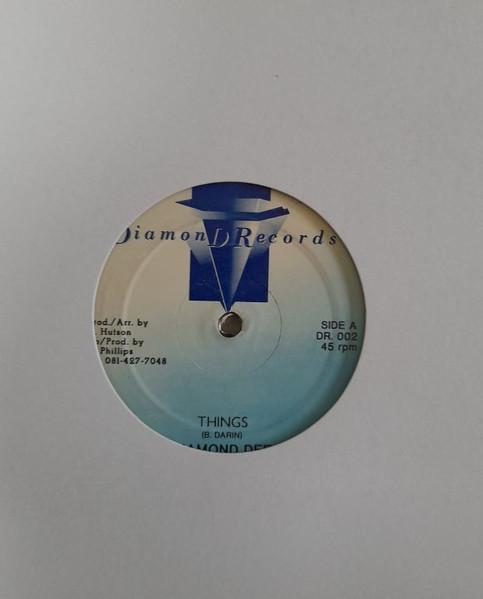 DiamonD Records
rod./Arr. by
Hutson
o/Prod. by
Phillips
081-427-7048
SIDE A
DR. 002
45 rpm
THINGS
(B. DARIN)
AMOND DEE